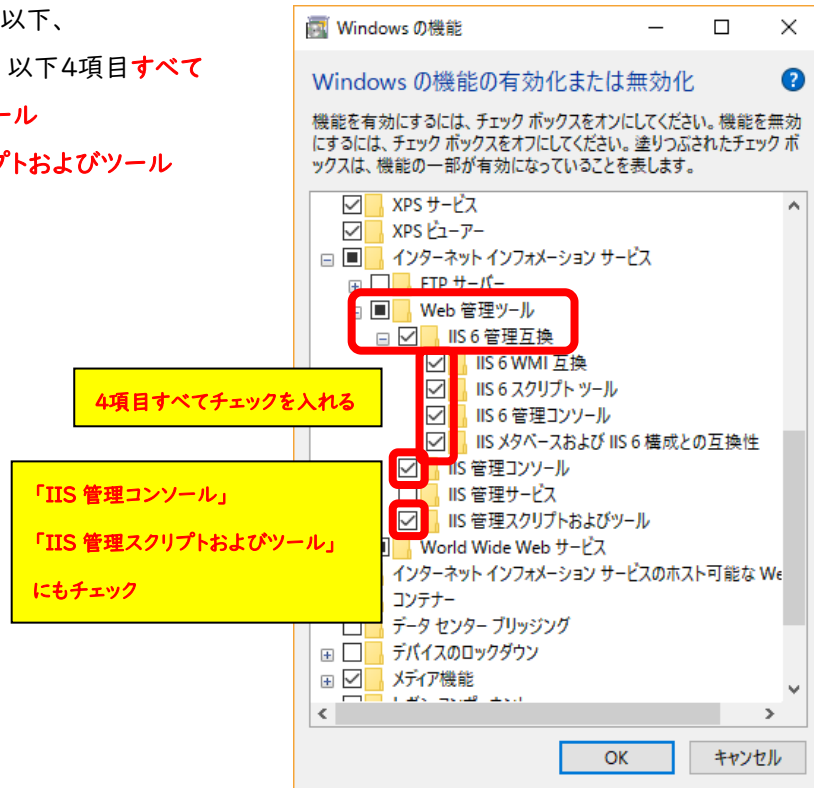 以下、
以下4項目すべて
ール
プトおよびツール
Windows の機能
Windows の機能の有効化または無効化
?
機能を有効にするには、チェック ボックスをオンにしてください。機能を無効
にするには、チェック ボックスをオフにしてください。塗りつぶされたチェック ボ
ックスは、機能の一部が有効になっていることを表します。
XPS サービス
XPS ビューアー
インターネット インフォメーション サービス
FTP サーバー
Web 管理ツール
IIS 6 管理互換
IIS 6 WMI 互換
IIS 6 スクリプト ツール
IIS 6 管理コンソール
IIS メタベースおよび IIS 6 構成との互換性
IIS 管理コンソール
IIS 管理サービス
IIS 管理スクリプトおよびツール
World Wide Web サービス
インターネット インフォメーション サービスのホスト可能な We
コンテナー
データ センター ブリッジング
デバイスのロックダウン
メディア機能
4項目すべてチェックを入れる
「IIS 管理コンソール」
「IIS 管理スクリプトおよびツール」
にもチェック
OK
キャンセル